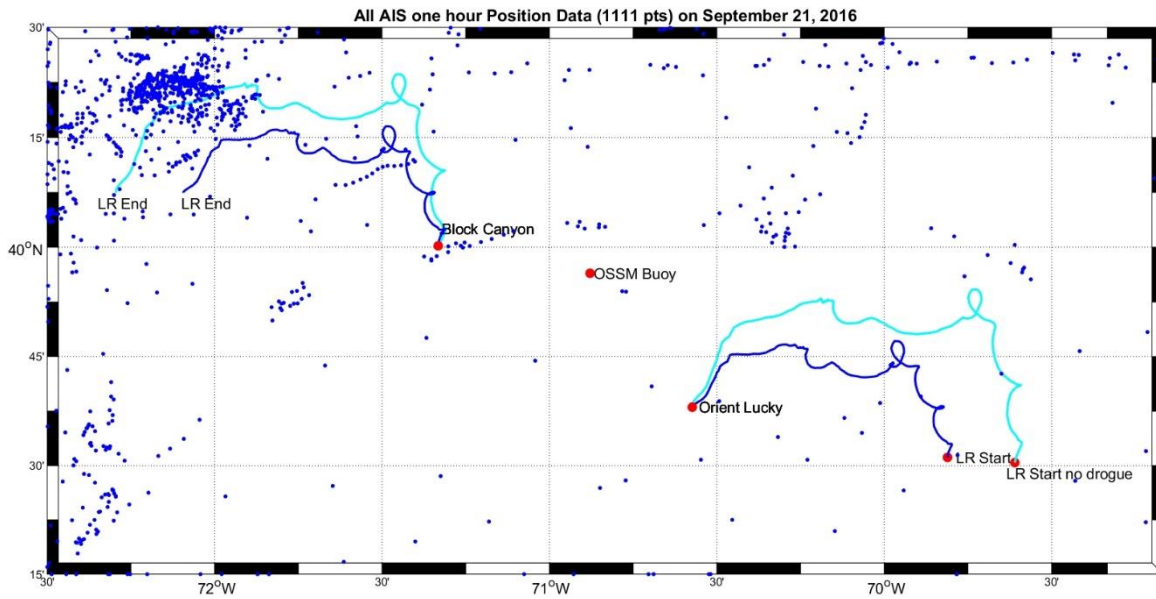 All AIS one hour Position Data (1111 pts) on September 21, 2016
30'
15'
LR End
LR End
Block Canyon
40°N
OSSM Buoy
45'
Orient Lucky
LR Start
30'
LR Start no drogue
15'
30'
72°W
30'
71°W
30'
70°W
30'